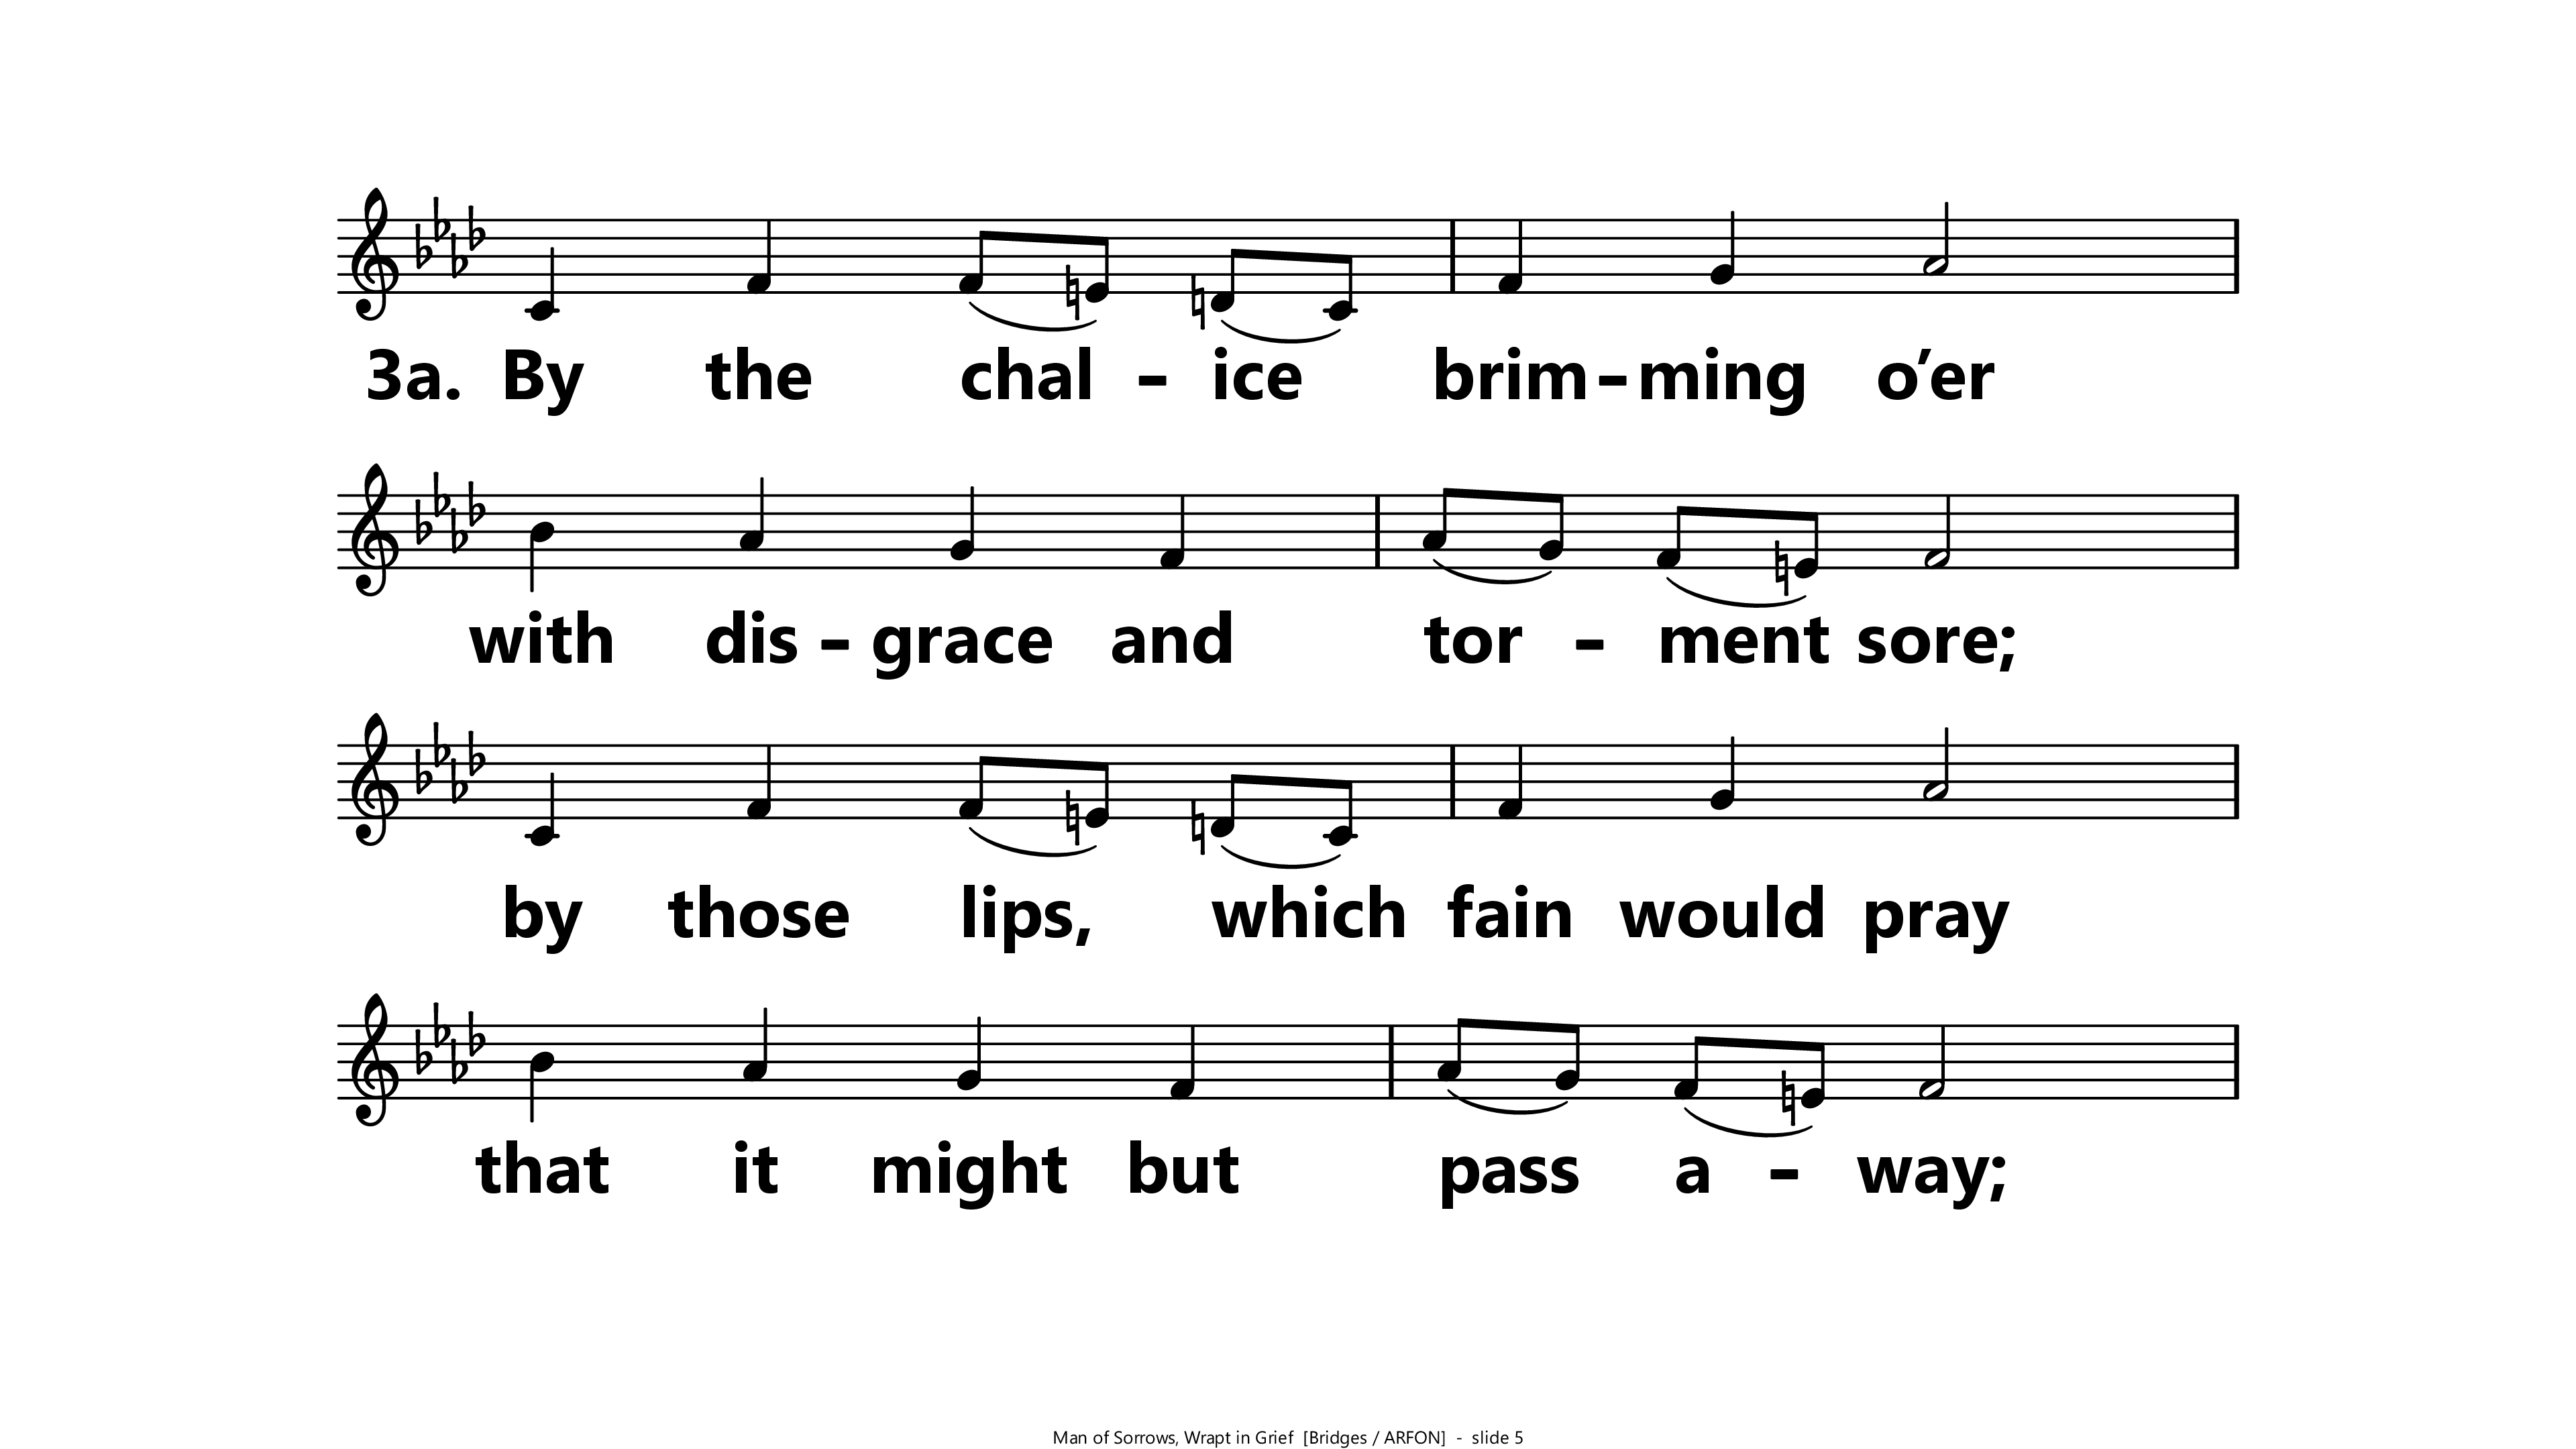 3a. By the chal - ice brim - ming o’er
with dis - grace and tor - ment sore;
by those lips, which fain would pray
that it might but pass a - way;
Man of Sorrows, Wrapt in Grief [Bridges / ARFON] - slide 5